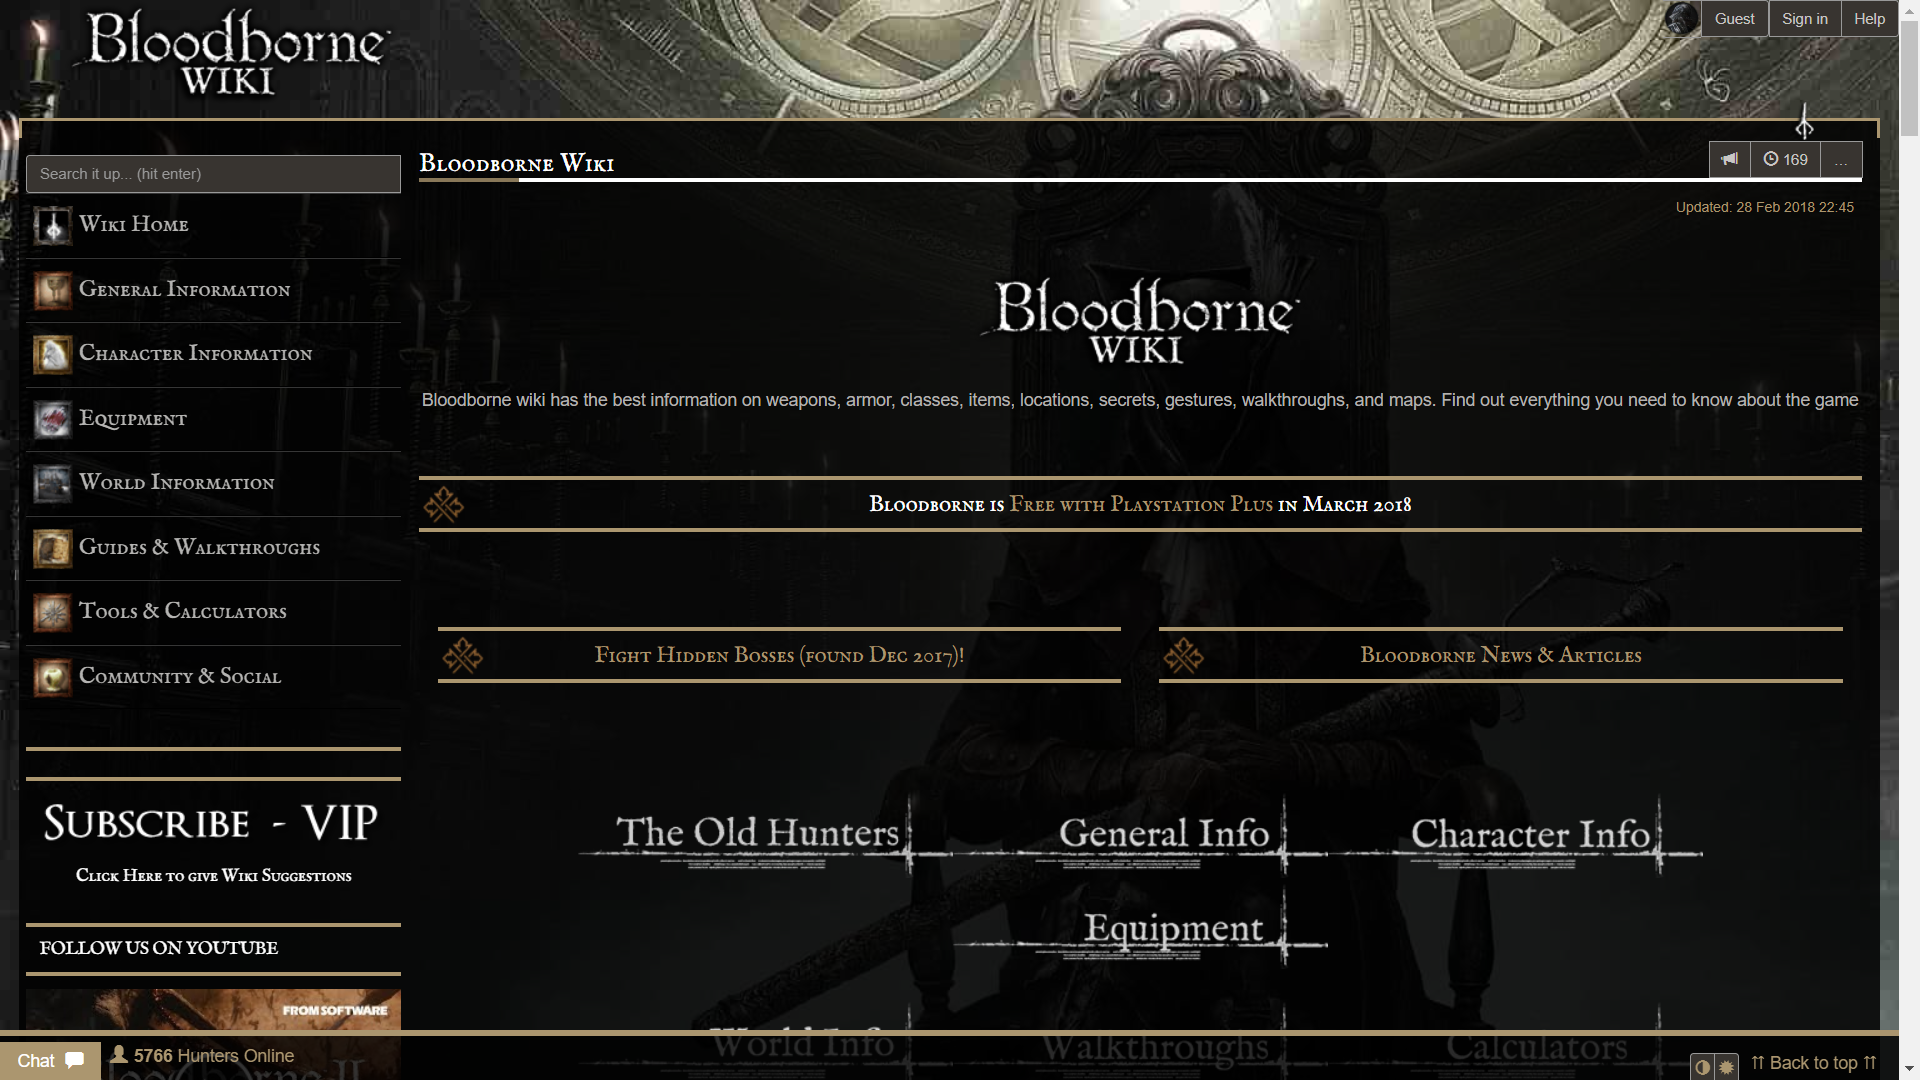 Bloodborne
WIKI
Guest
Sign in
Help
Search it up... (hit enter)
Wiki Home
General Information
Character Information
Equipment
World Information
Guides & Walkthroughs
Tools & Calculators
Community & Social
Subscribe - VIP
Click Here to give Wiki Suggestions
FOLLOW US ON YOUTUBE
FROMSOFTWARE
Bloodborne Wiki
169
...
Updated: 28 Feb 2018 22:45
Bloodborne
WIKI
Bloodborne wiki has the best information on weapons, armor, classes, items, locations, secrets, gestures, walkthroughs, and maps. Find out everything you need to know about the game
Bloodborne is Free with Playstation Plus in March 2018
Fight Hidden Bosses (found Dec 2017)!
Bloodborne News & Articles
The Old Hunters
General Info
Character Info
Equipment
World Info
Walkthroughs
Calculators
Chat
5766 Hunters Online
Back to top